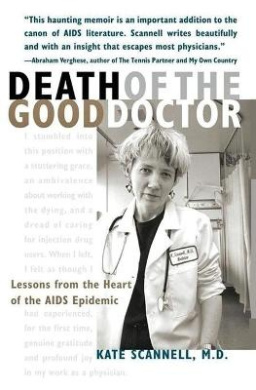 “This haunting memoir is an important addition to the
canon of AIDS literature. Scannell writes beautifully
and with an insight that escapes most physicians.”
—Abraham Verghese, author of The Tennis Partner and My Own Country
DEATH OF THE
GOOD DOCTOR
I stumbled into
this position with
a stuttering grace,
an ambivalence
about working with
the dying, and a
dread of caring
for injection drug
users. When I left,
I felt as though I
Lessons from the Heart
of the AIDS Epidemic
had experienced,
for the first time,
genuine gratitude
and profound joy
in my work as a physician.
KATE SCANNELL, M.D.